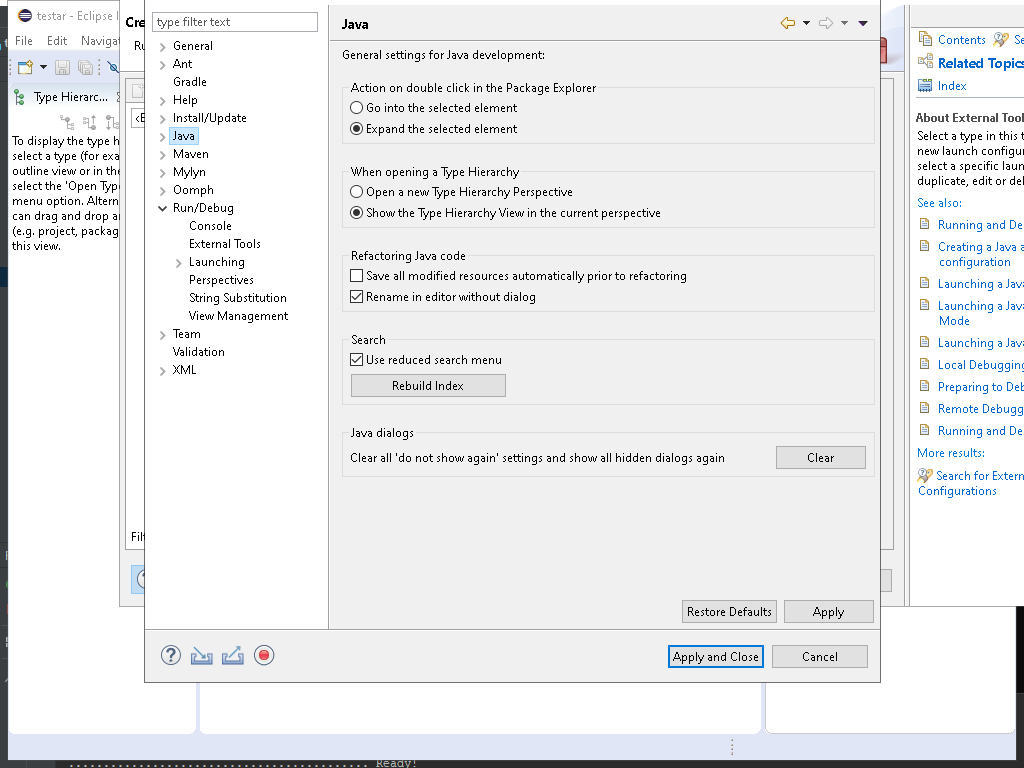 testar - Eclipse I
File Edit Navigat
Type Hierarc...
To display the type h
select a type (for exa
outline view or in the
select the 'Open Typ
menu option. Altern
can drag and drop a
(e.g. project, packag
this view.
Cre
Ru
<E
Filt
type filter text
General
Ant
Gradle
Help
Install/Update
Java
Maven
Mylyn
Oomph
Run/Debug
Console
External Tools
Launching
Perspectives
String Substitution
View Management
Team
Validation
XML
Java
General settings for Java development:
Action on double click in the Package Explorer
Go into the selected element
Expand the selected element
When opening a Type Hierarchy
Open a new Type Hierarchy Perspective
Show the Type Hierarchy View in the current perspective
Refactoring Java code
Save all modified resources automatically prior to refactoring
Rename in editor without dialog
Search
Use reduced search menu
Rebuild Index
Java dialogs
Clear all 'do not show again' settings and show all hidden dialogs again
Clear
Restore Defaults
Apply
Apply and Close
Cancel
Contents Se
Related Topics
Index
About External Tool
Select a type in this t
new launch configur
select a specific laun
duplicate, edit or del
See also:
Running and De
Creating a Java a
configuration
Launching a Java
Launching a Java
Mode
Launching a Java
Local Debugging
Preparing to Deb
Remote Debugg
Running and De
More results:
Search for Extern
Configurations
Ready!